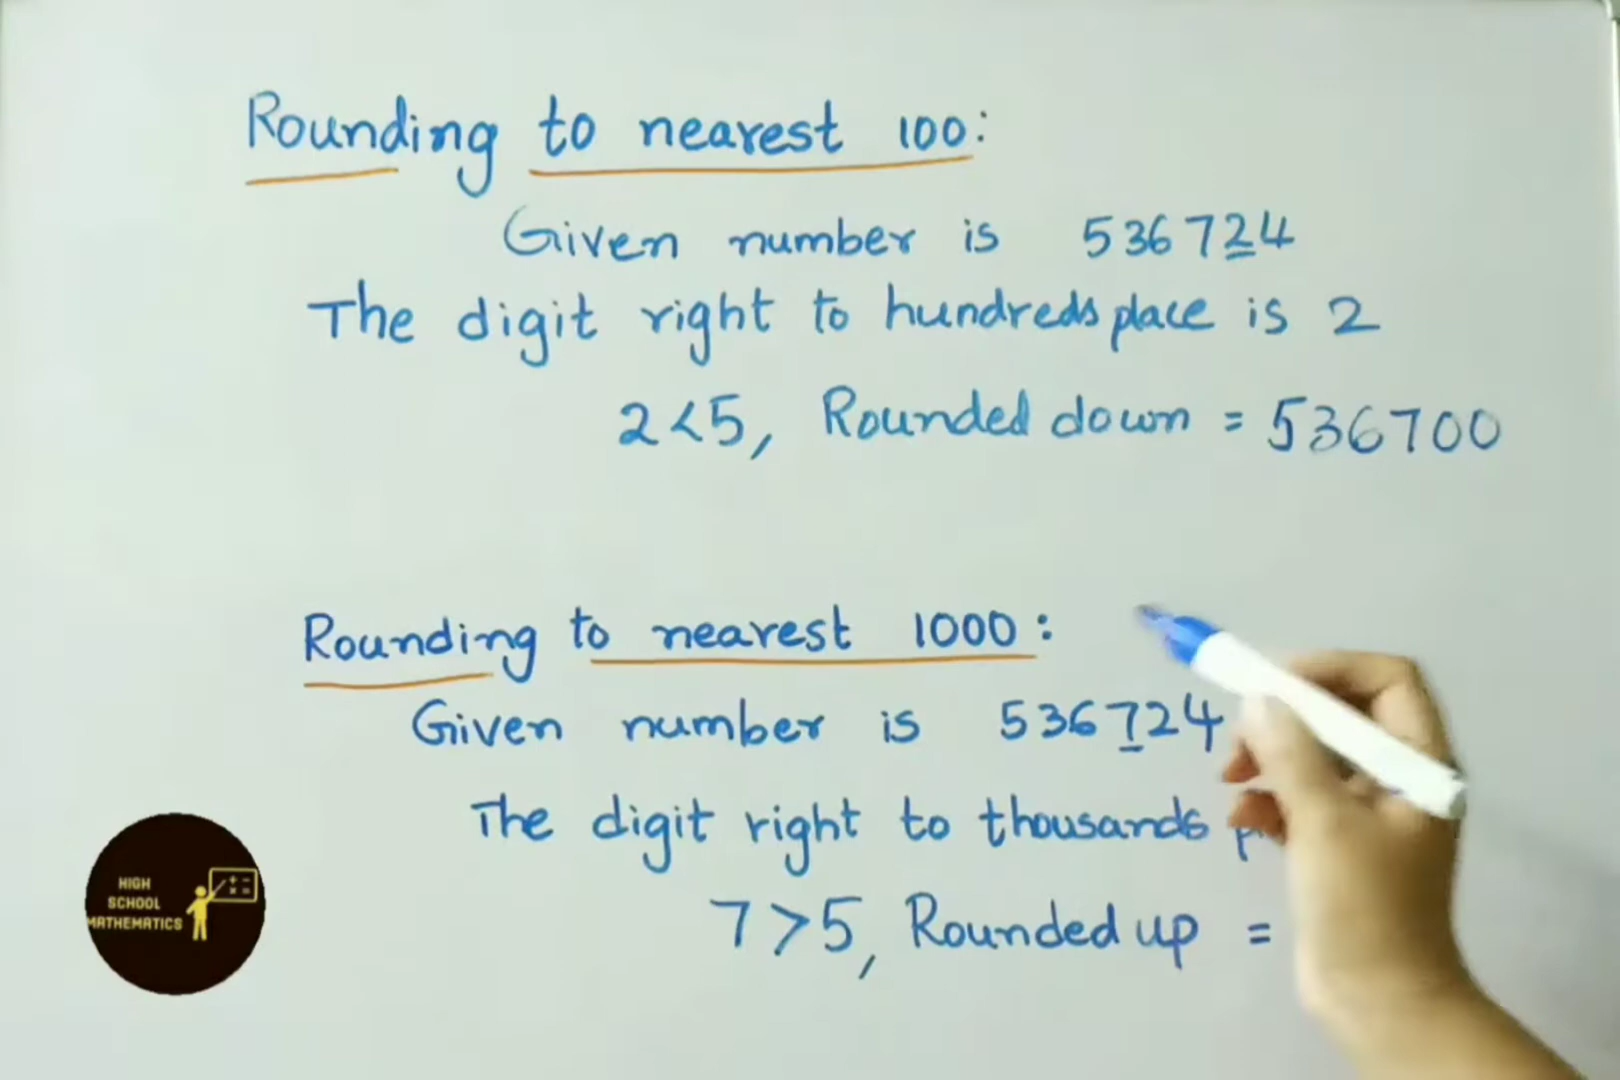 Rounding to nearest 100:
Given number is 536724
The digit right to hundreds place is 2
2<5, Rounded down = 536700
Rounding to nearest 1000:
Given number is 536724
The digit right to thousands
7>5, Rounded up =
HIGH
SCHOOL
MATHEMATICS